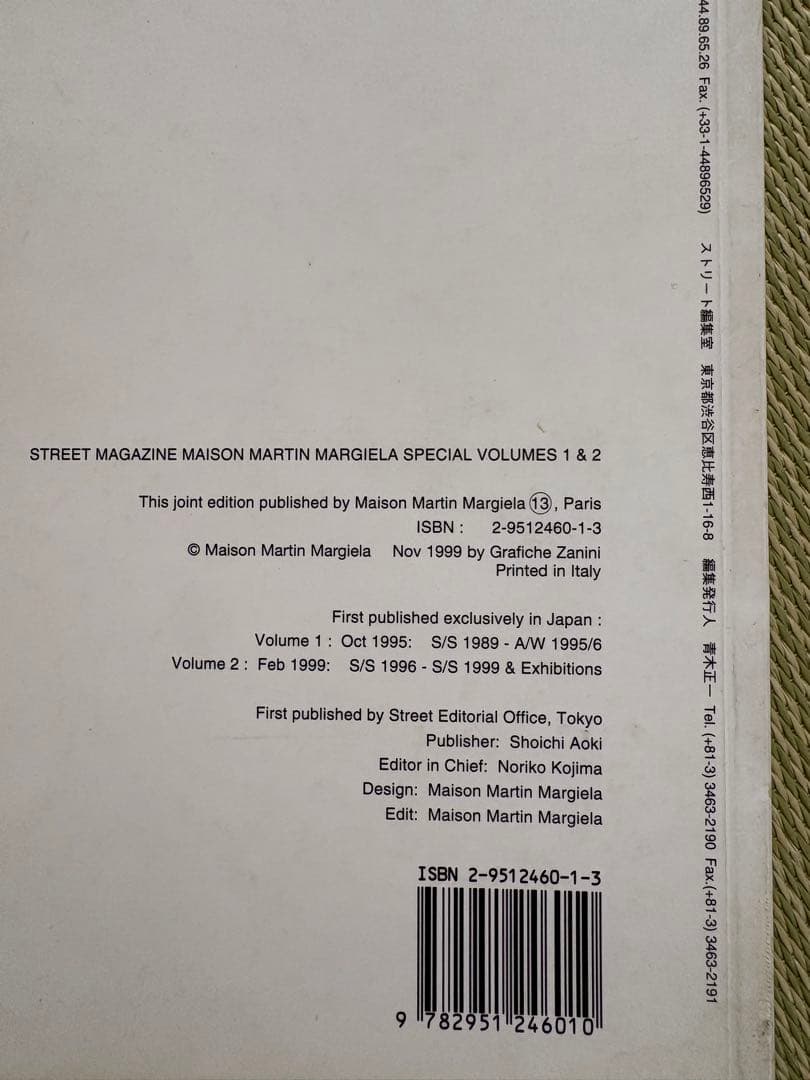 STREET MAGAZINE MAISON MARTIN MARGIELA SPECIAL VOLUMES 1 & 2
This joint edition published by Maison Martin Margiela ⑬, Paris
ISBN : 2-9512460-1-3
© Maison Martin Margiela Nov 1999 by Grafiche Zanini
Printed in Italy
First published exclusively in Japan :
Volume 1 : Oct 1995: S/S 1989 - A/W 1995/6
Volume 2 : Feb 1999: S/S 1996 - S/S 1999 & Exhibitions
First published by Street Editorial Office, Tokyo
Publisher: Shoichi Aoki
Editor in Chief: Noriko Kojima
Design: Maison Martin Margiela
Edit: Maison Martin Margiela
ISBN 2-9512460-1-3
9 782951 246010
44.89.65.26 Fax. (+33-1-44896529) ストリート編集室 東京都渋谷区恵比寿西1-16-8 編集発行人 青木正一 Tel. (+81-3) 3463-2190 Fax.(+81-3) 3463-2191